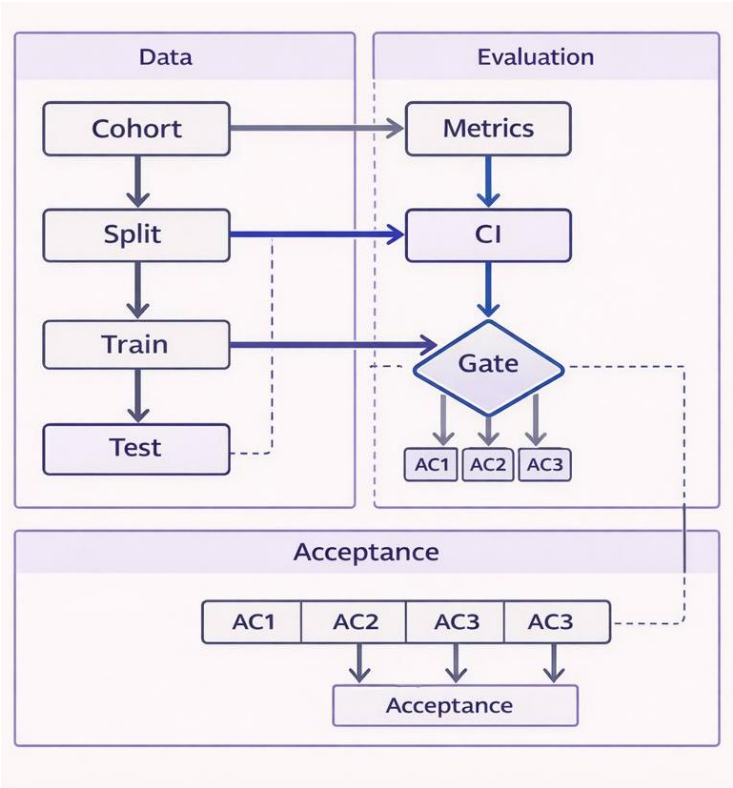 Data
Cohort
Split
Train
Test
Evaluation
Metrics
CI
Gate
AC1 AC2 AC3
Acceptance
AC1 AC2 AC3 AC3
Acceptance